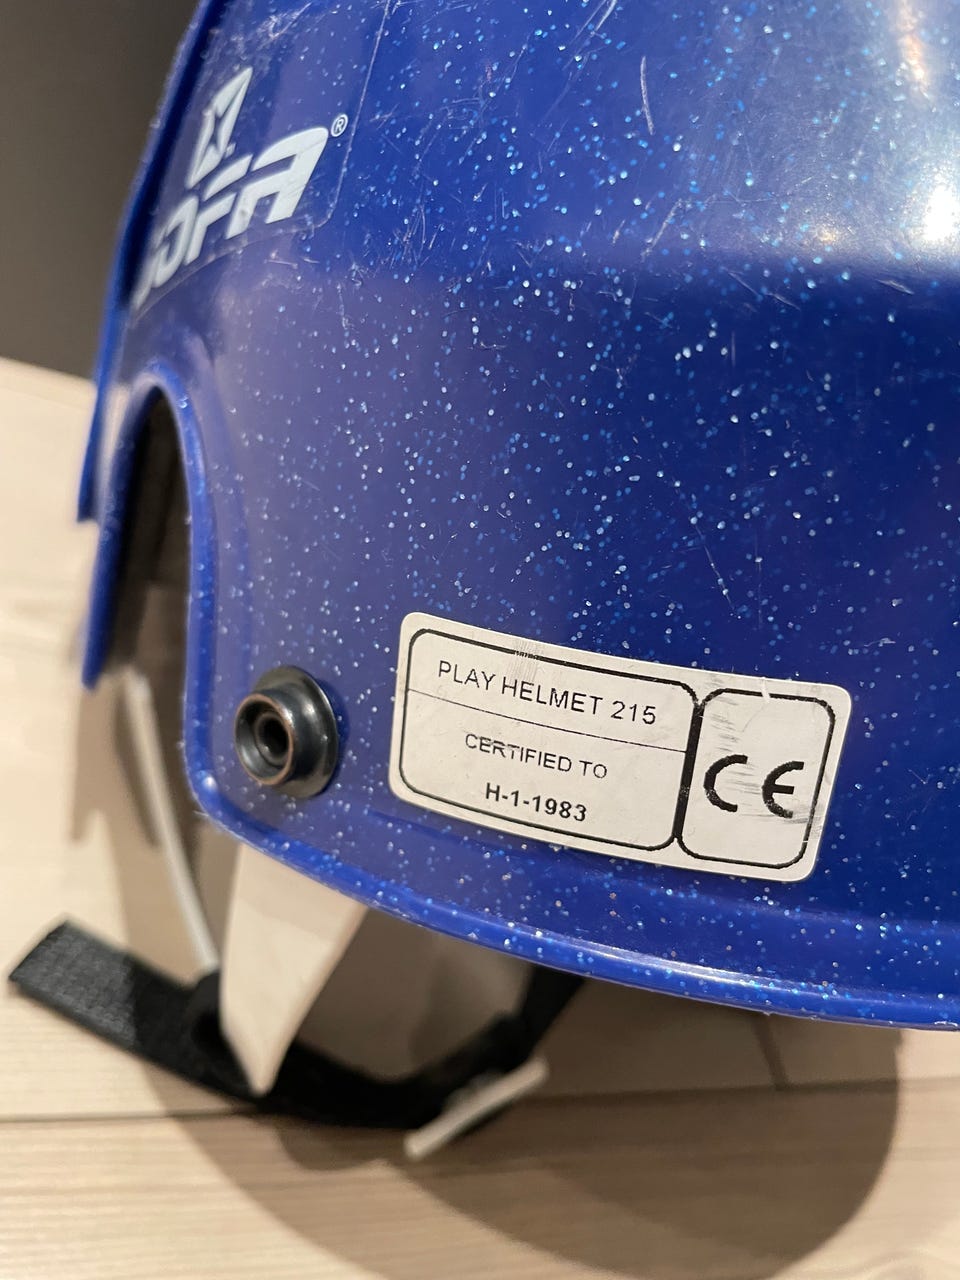 JOFA®
PLAY HELMET 215
CERTIFIED TO
H-1-1983
CE